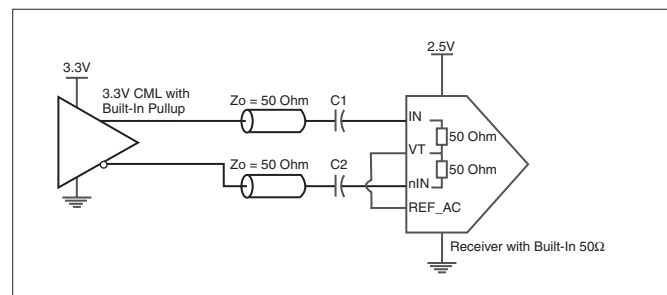 3.3V
3.3V CML with
Built-In Pullup
Zo = 50 Ohm
C1
Zo = 50 Ohm
C2
2.5V
IN
50 Ohm
VT
50 Ohm
nIN
REF_AC
Receiver with Built-In 50Ω